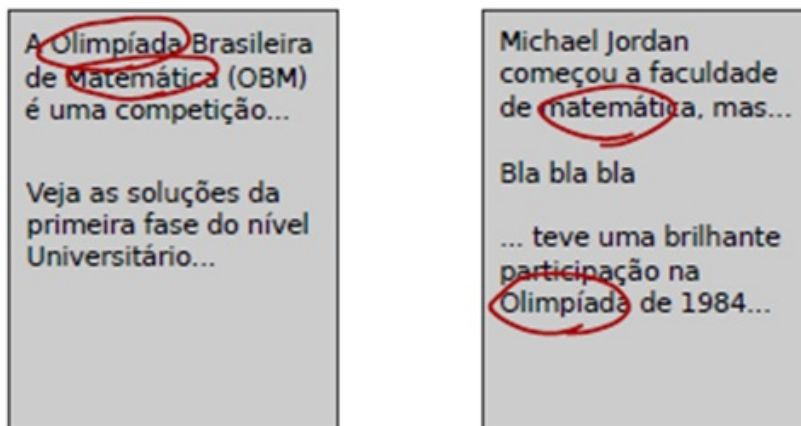 A Olimpíada Brasileira
de Matemática (OBM)
é uma competição...
Veja as soluções da
primeira fase do nível
Universitário...
Michael Jordan
começou a faculdade
de matemática, mas...
Bla bla bla
... teve uma brilhante
participação na
Olimpíada de 1984...